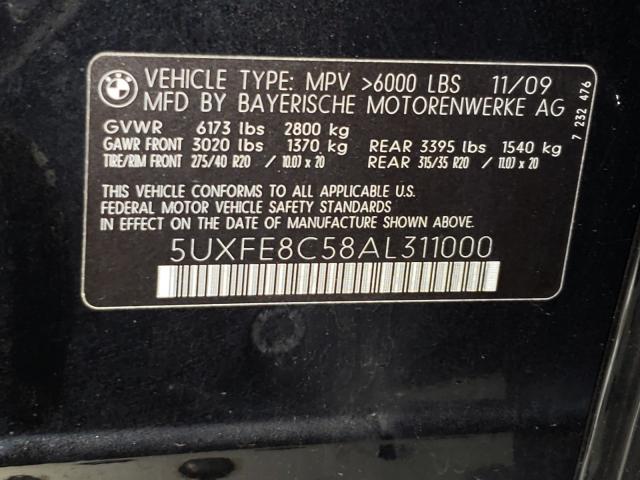 BMW
VEHICLE TYPE: MPV >6000 LBS 11/09
MFD BY BAYERISCHE MOTORENWERKE AG
7 232 476
GVWR 6173 lbs 2800 kg
GAWR FRONT 3020 lbs 1370 kg REAR 3395 lbs 1540 kg
TIRE/RIM FRONT 275/40 R20 / 10.0J x 20 REAR 315/35 R20 / 11.0J x 20
THIS VEHICLE CONFORMS TO ALL APPLICABLE U.S.
FEDERAL MOTOR VEHICLE SAFETY STANDARDS
IN EFFECT ON THE DATE OF MANUFACTURE SHOWN ABOVE.
5UXFE8C58AL311000